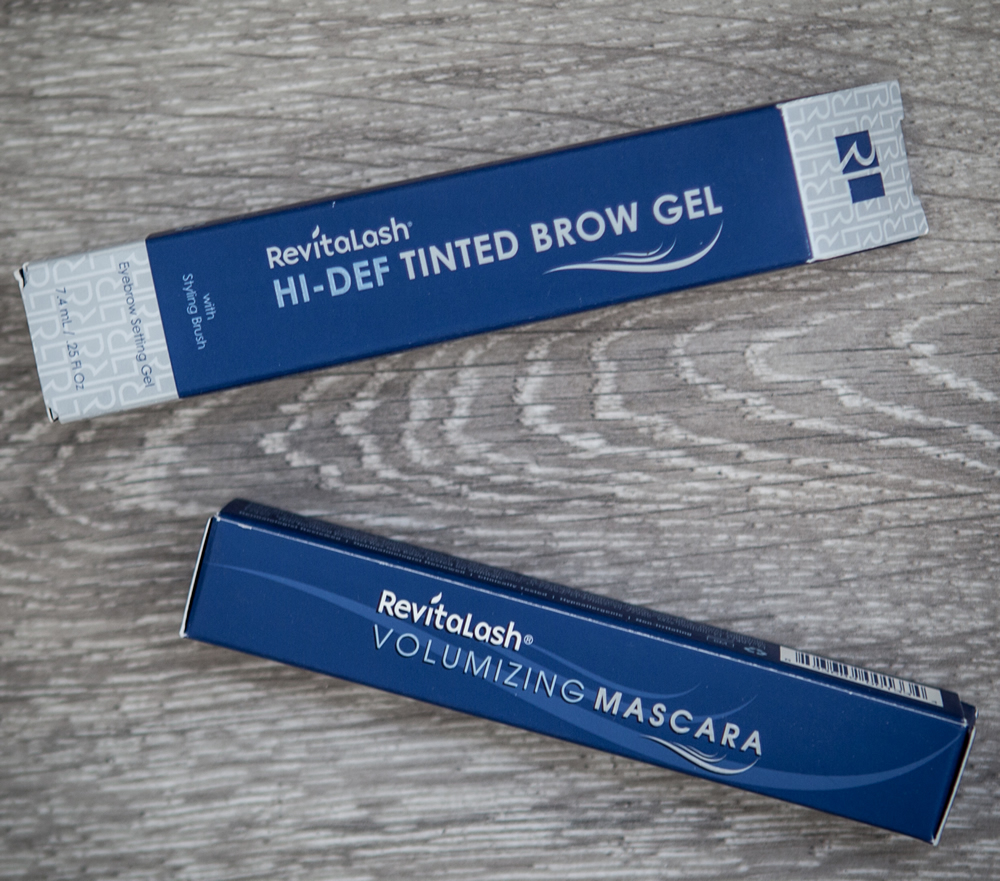 RevitaLash®
HI-DEF TINTED BROW GEL
with
Styling Brush
Eyebrow Setting Gel
7.4 mL / .25 Fl Oz
RL
RevitaLash®
VOLUMIZING MASCARA